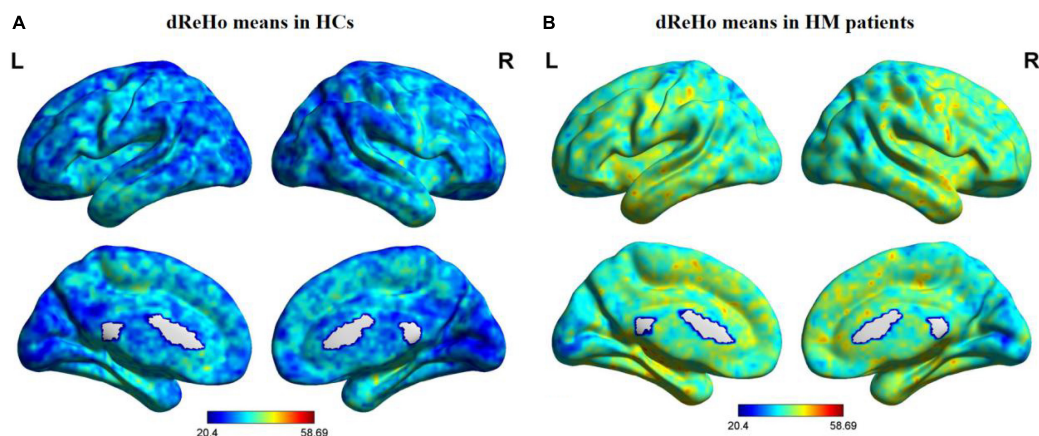 A
dReHo means in HCs
L
R
20.4
58.69
B
dReHo means in HM patients
L
R
20.4
58.69